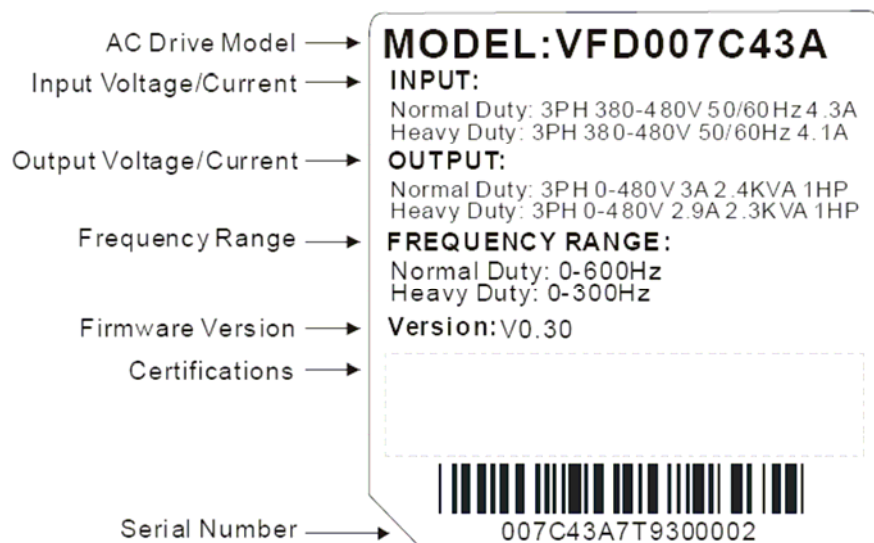 AC Drive Model
MODEL:VFD007C43A
Input Voltage/Current
INPUT:
Normal Duty: 3PH 380-480V 50/60Hz 4.3A
Heavy Duty: 3PH 380-480V 50/60Hz 4.1A
Output Voltage/Current
OUTPUT:
Normal Duty: 3PH 0-480V 3A 2.4KVA 1HP
Heavy Duty: 3PH 0-480V 2.9A 2.3KVA 1HP
Frequency Range
FREQUENCY RANGE:
Normal Duty: 0-600Hz
Heavy Duty: 0-300Hz
Firmware Version
Version: V0.30
Certifications
Serial Number
007C43A7T9300002